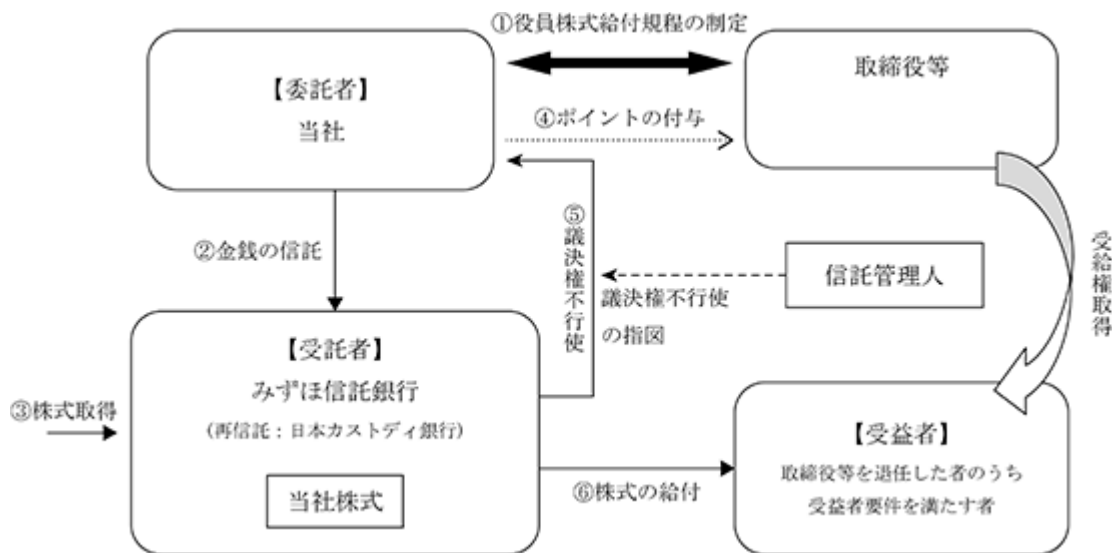 ①役員株式給付規程の制定
【委託者】
当社
取締役等
④ポイントの付与
②金銭の信託
⑤議決権不行使
信託管理人
議決権不行使
の指図
受給権取得
【受託者】
みずほ信託銀行
(再信託：日本カストディ銀行)
当社株式
③株式取得
⑥株式の給付
【受益者】
取締役等を退任した者のうち
受益者要件を満たす者